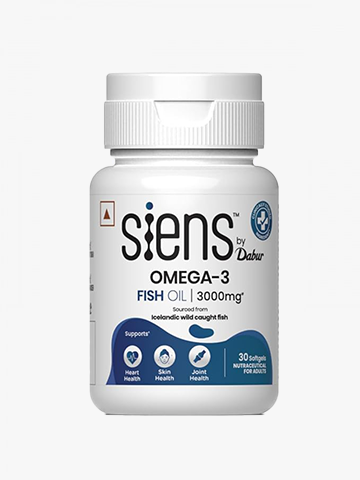 siens™
by
Dabur
OMEGA-3
FISH OIL | 3000mg#
Sourced from
Icelandic wild caught fish
Supports*
Heart
Health
Skin
Health
Joint
Health
30 Softgels
NUTRACEUTICAL
FOR ADULTS